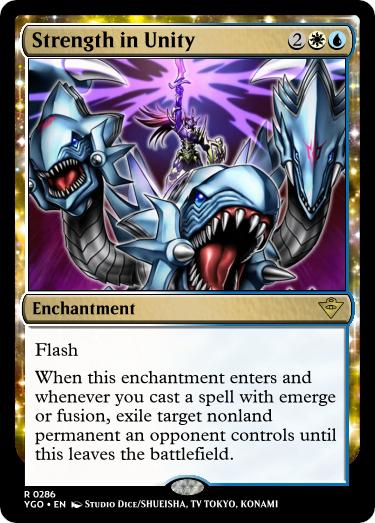 Strength in Unity 2
Enchantment
Flash
When this enchantment enters and
whenever you cast a spell with emerge
or fusion, exile target nonland
permanent an opponent controls until
this leaves the battlefield.
R 0286
YGO • EN Studio Dice/SHUEISHA, TV TOKYO, KONAMI